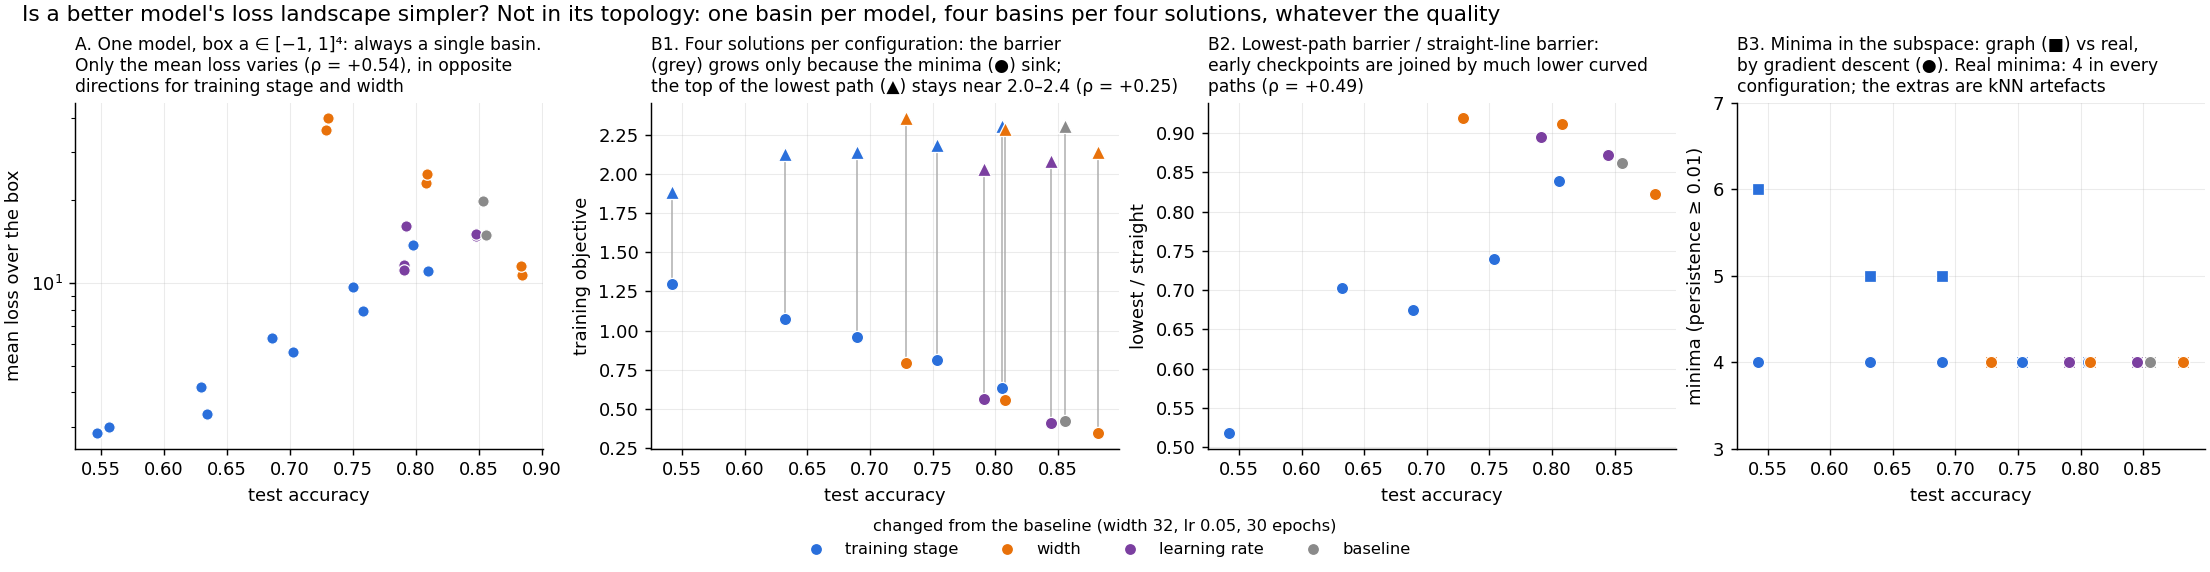 Is a better model's loss landscape simpler? Not in its topology: one basin per model, four basins per four solutions, whatever the quality
A. One model, box a ∈ [−1, 1]⁴: always a single basin.
Only the mean loss varies (ρ = +0.54), in opposite
directions for training stage and width
mean loss over the box
10¹
0.55 0.60 0.65 0.70 0.75 0.80 0.85 0.90
test accuracy
B1. Four solutions per configuration: the barrier
(grey) grows only because the minima (●) sink;
the top of the lowest path (▲) stays near 2.0–2.4 (ρ = +0.25)
training objective
2.25
2.00
1.75
1.50
1.25
1.00
0.75
0.50
0.25
0.55 0.60 0.65 0.70 0.75 0.80 0.85
test accuracy
B2. Lowest-path barrier / straight-line barrier:
early checkpoints are joined by much lower curved
paths (ρ = +0.49)
lowest / straight
0.90
0.85
0.80
0.75
0.70
0.65
0.60
0.55
0.50
0.55 0.60 0.65 0.70 0.75 0.80 0.85
test accuracy
B3. Minima in the subspace: graph (■) vs real,
by gradient descent (●). Real minima: 4 in every
configuration; the extras are kNN artefacts
minima (persistence ≥ 0.01)
7
6
5
4
3
0.55 0.60 0.65 0.70 0.75 0.80 0.85
test accuracy
changed from the baseline (width 32, lr 0.05, 30 epochs)
training stage width learning rate baseline